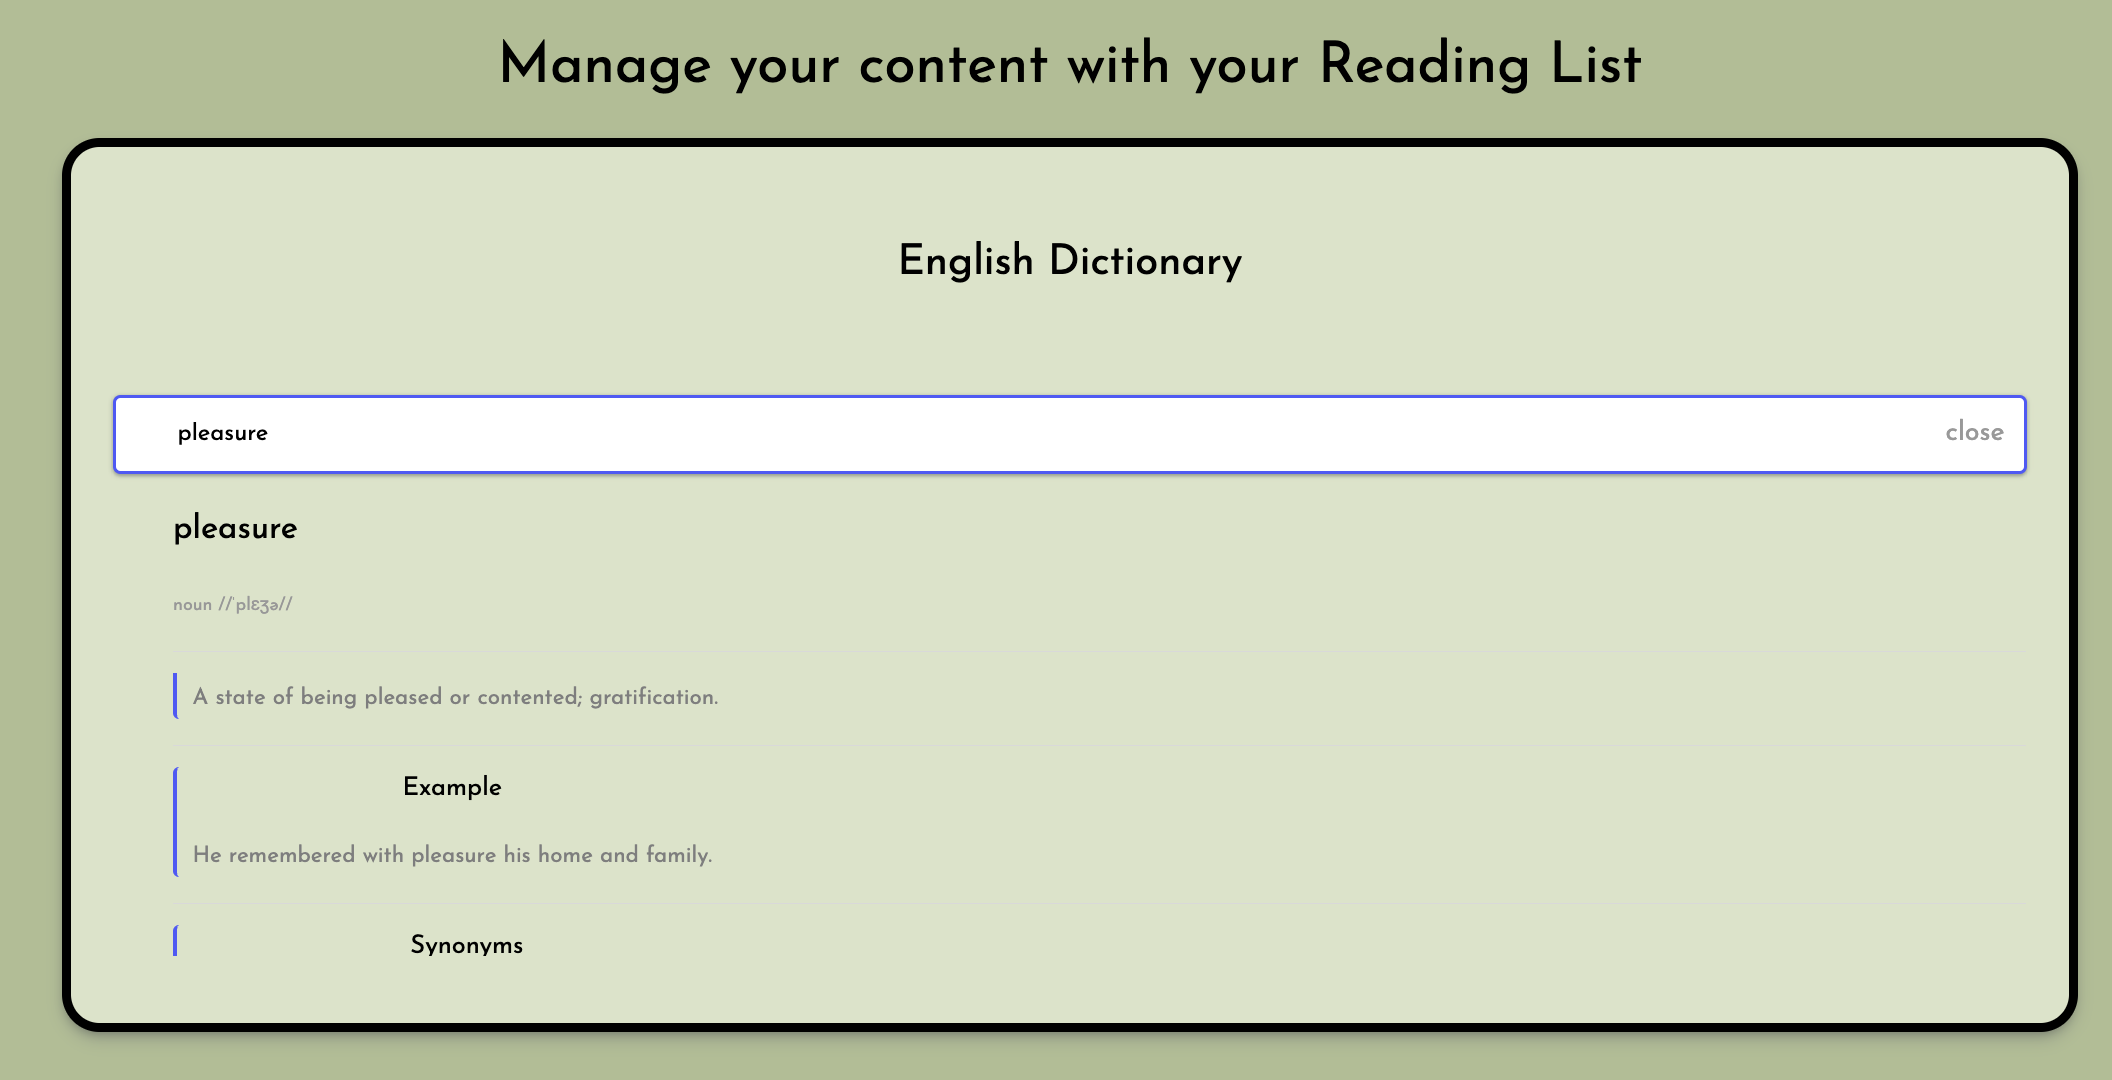 Manage your content with your Reading List
English Dictionary
pleasure
close
pleasure
noun //ˈplɛʒə//
A state of being pleased or contented; gratification.
Example
He remembered with pleasure his home and family.
Synonyms